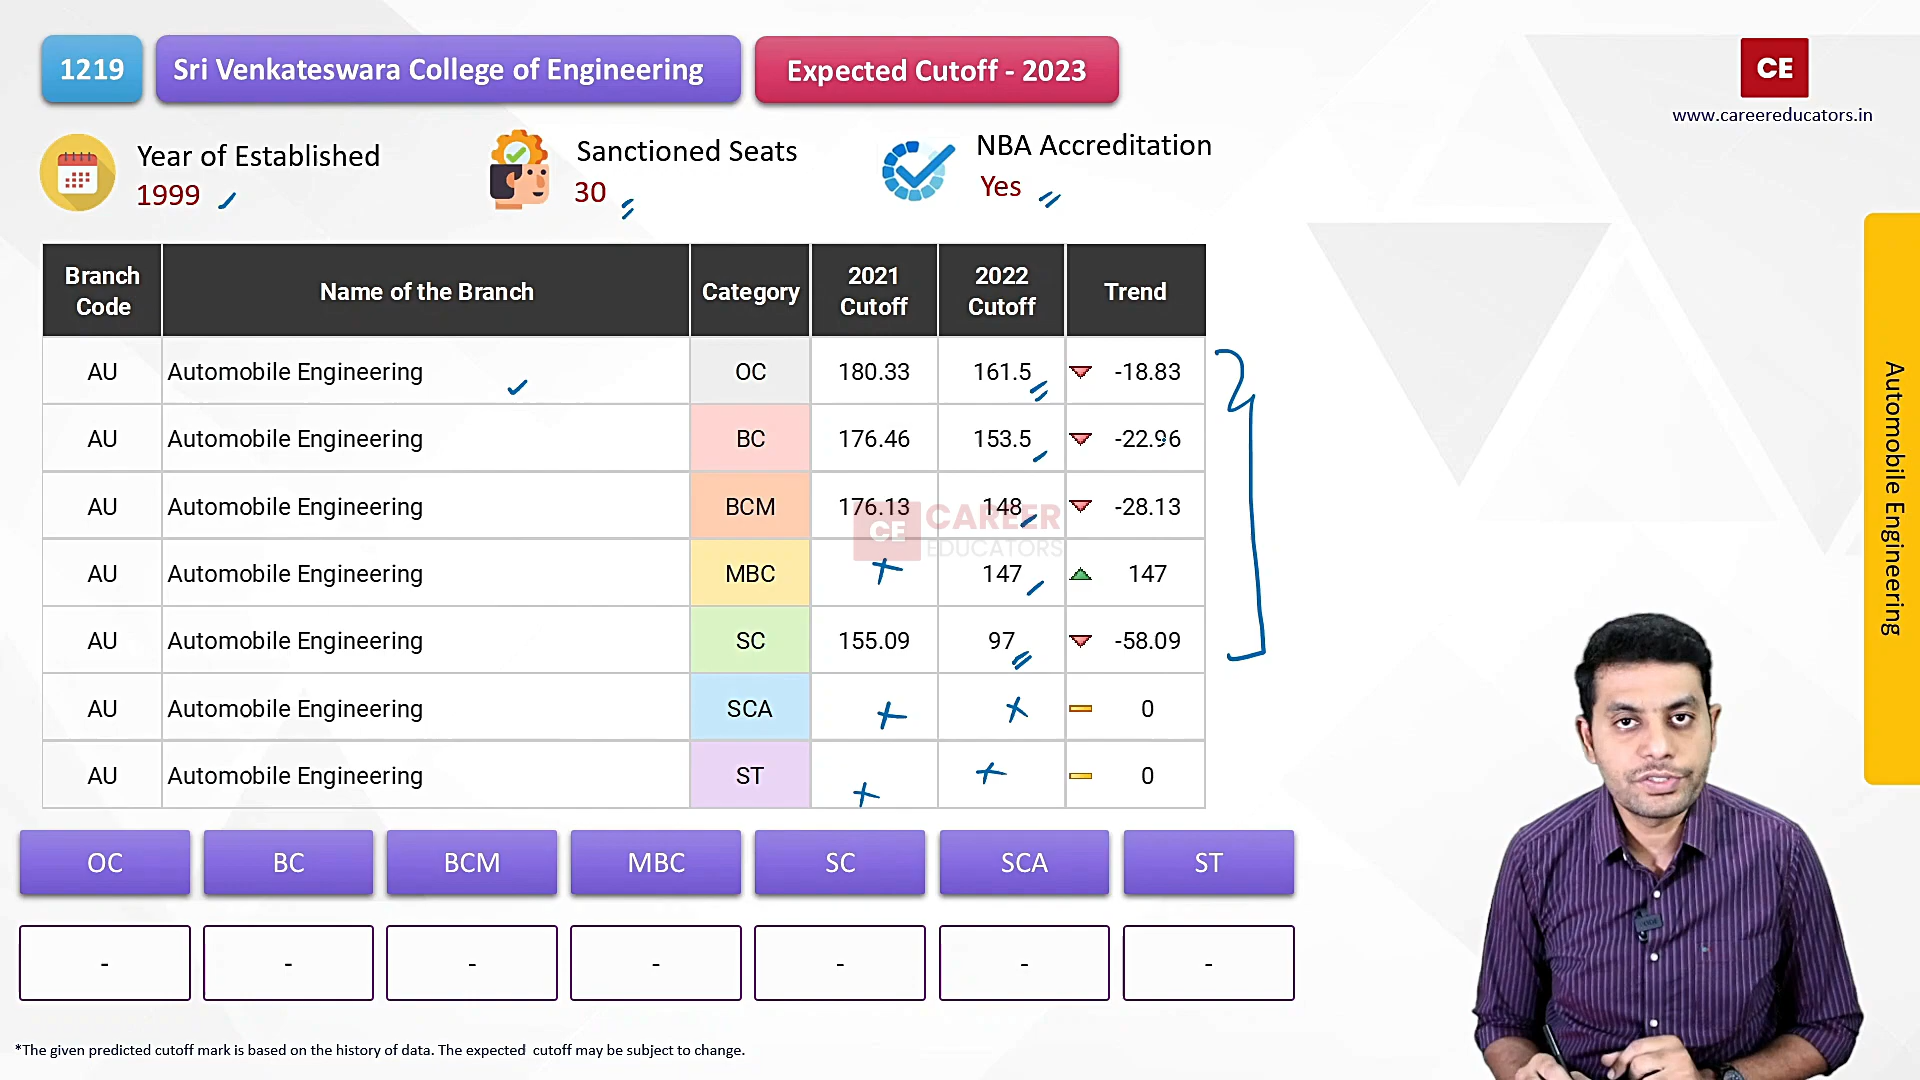 1219
Sri Venkateswara College of Engineering
Expected Cutoff - 2023
CE
www.careereducators.in
Year of Established
1999
Sanctioned Seats
30
NBA Accreditation
Yes
Branch Code Name of the Branch Category 2021 Cutoff 2022 Cutoff Trend
AU Automobile Engineering OC 180.33 161.5 -18.83
AU Automobile Engineering BC 176.46 153.5 -22.96
AU Automobile Engineering BCM 176.13 148 -28.13
AU Automobile Engineering MBC 147 147
AU Automobile Engineering SC 155.09 97 -58.09
AU Automobile Engineering SCA 0
AU Automobile Engineering ST 0
CE CAREER
EDUCATORS
Automobile Engineering
OC BC BCM MBC SC SCA ST
- - - - - - -
*The given predicted cutoff mark is based on the history of data. The expected cutoff may be subject to change.